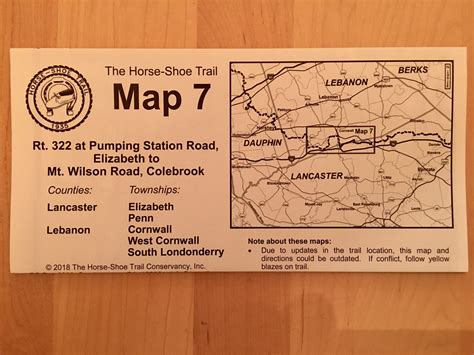 HORSE-SHOE TRAIL
1935
The Horse-Shoe Trail
Map 7
Rt. 322 at Pumping Station Road,
Elizabeth to
Mt. Wilson Road, Colebrook
Counties: Townships:
Lancaster Elizabeth
Penn
Lebanon Cornwall
West Cornwall
South Londonderry
© 2018 The Horse-Shoe Trail Conservancy, Inc.
BERKS
LEBANON
Lebanon
Cornwall Map 7
DAUPHIN
LANCASTER
Ephrata
Note about these maps:
• Due to updates in the trail location, this map and
directions could be outdated. If conflict, follow yellow
blazes on trail.